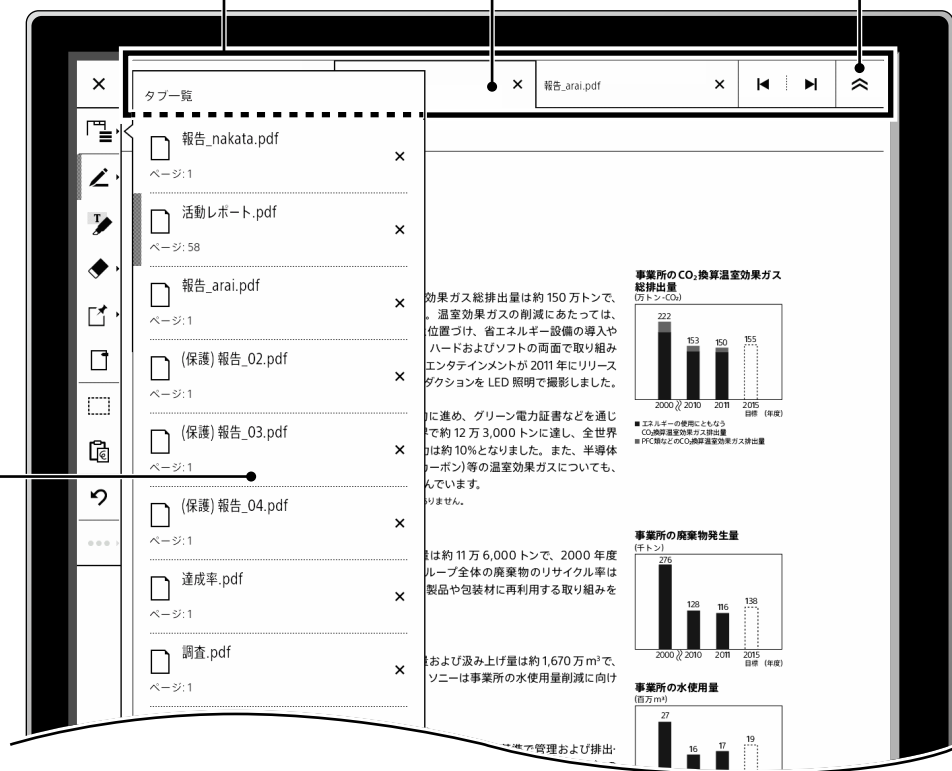 報告_arai.pdf
タブ一覧
報告_nakata.pdf
ページ: 1
活動レポート.pdf
ページ: 58
報告_arai.pdf
ページ: 1
(保護) 報告_02.pdf
ページ: 1
(保護) 報告_03.pdf
ページ: 1
(保護) 報告_04.pdf
ページ: 1
達成率.pdf
ページ: 1
調査.pdf
ページ: 1
効果ガス総排出量は約 150 万トンで、
。温室効果ガスの削減にあたっては、
位置づけ、省エネルギー設備の導入や
ハードおよびソフトの両面で取り組み
エンタテインメントが 2011 年にリリース
ダクションを LED 照明で撮影しました。
に進め、グリーン電力証書などを通じ
で約 12 万 3,000 トンに達し、全世界
は約 10%となりました。また、半導体
カーボン) 等の温室効果ガスについても、
んでいます。
ありません。
量は約 11 万 6,000 トンで、2000 年度
ループ全体の廃棄物のリサイクル率は
製品や包装材に再利用する取り組みを
および汲み上げ量は約 1,670 万 m³で、
ソニーは事業所の水使用量削減に向け
準で管理および排出・
事業所の CO₂換算温室効果ガス
総排出量
(万トン-CO₂)
222
153
150
155
2000 2010 2011 2015
目標 (年度)
エネルギーの使用にともなう
CO₂換算温室効果ガス排出量
PFC類などのCO₂換算温室効果ガス排出量
事業所の廃棄物発生量
(千トン)
276
128
116
138
2000 2010 2011 2015
目標 (年度)
事業所の水使用量
(百万 m³)
27
16
17
19